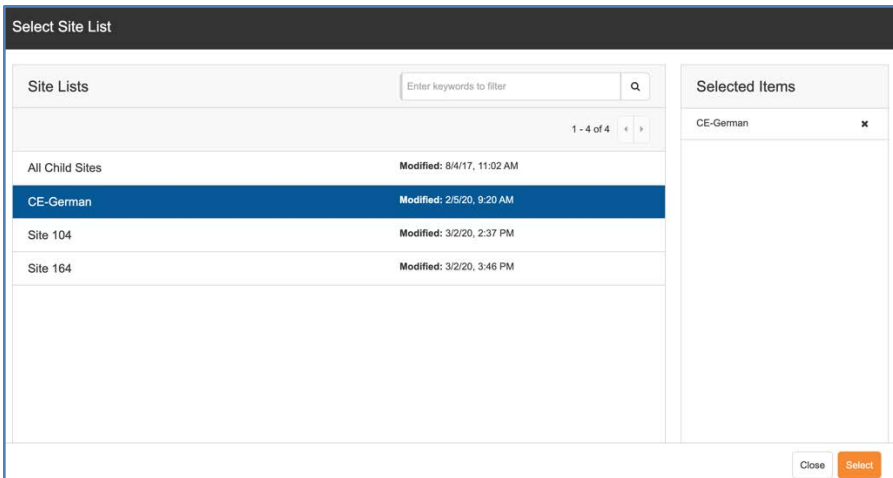 Select Site List
Site Lists
Enter keywords to filter
Selected Items
1 - 4 of 4
CE-German
All Child Sites Modified: 8/4/17, 11:02 AM
CE-German Modified: 2/5/20, 9:20 AM
Site 104 Modified: 3/2/20, 2:37 PM
Site 164 Modified: 3/2/20, 3:46 PM
Close Select